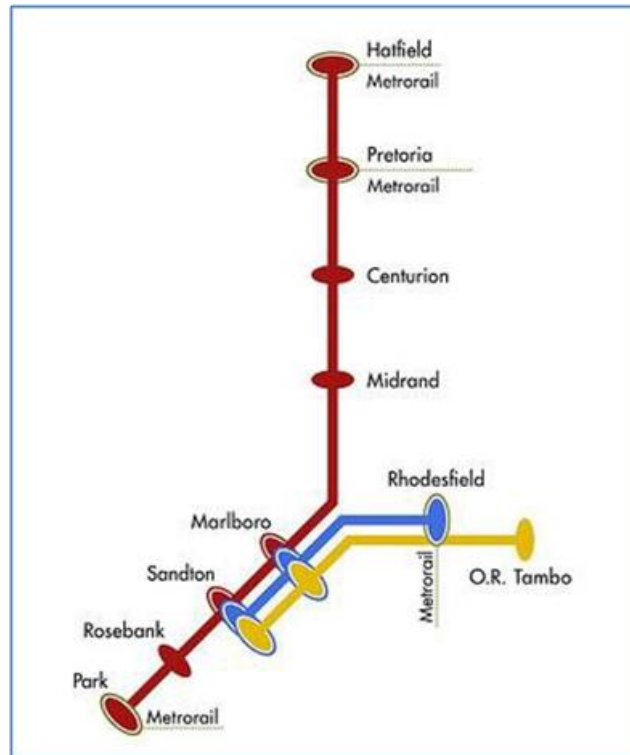 Hatfield
Metrorail
Pretoria
Metrorail
Centurion
Midrand
Rhodesfield
Metrorail
O.R. Tambo
Marlboro
Sandton
Rosebank
Park
Metrorail